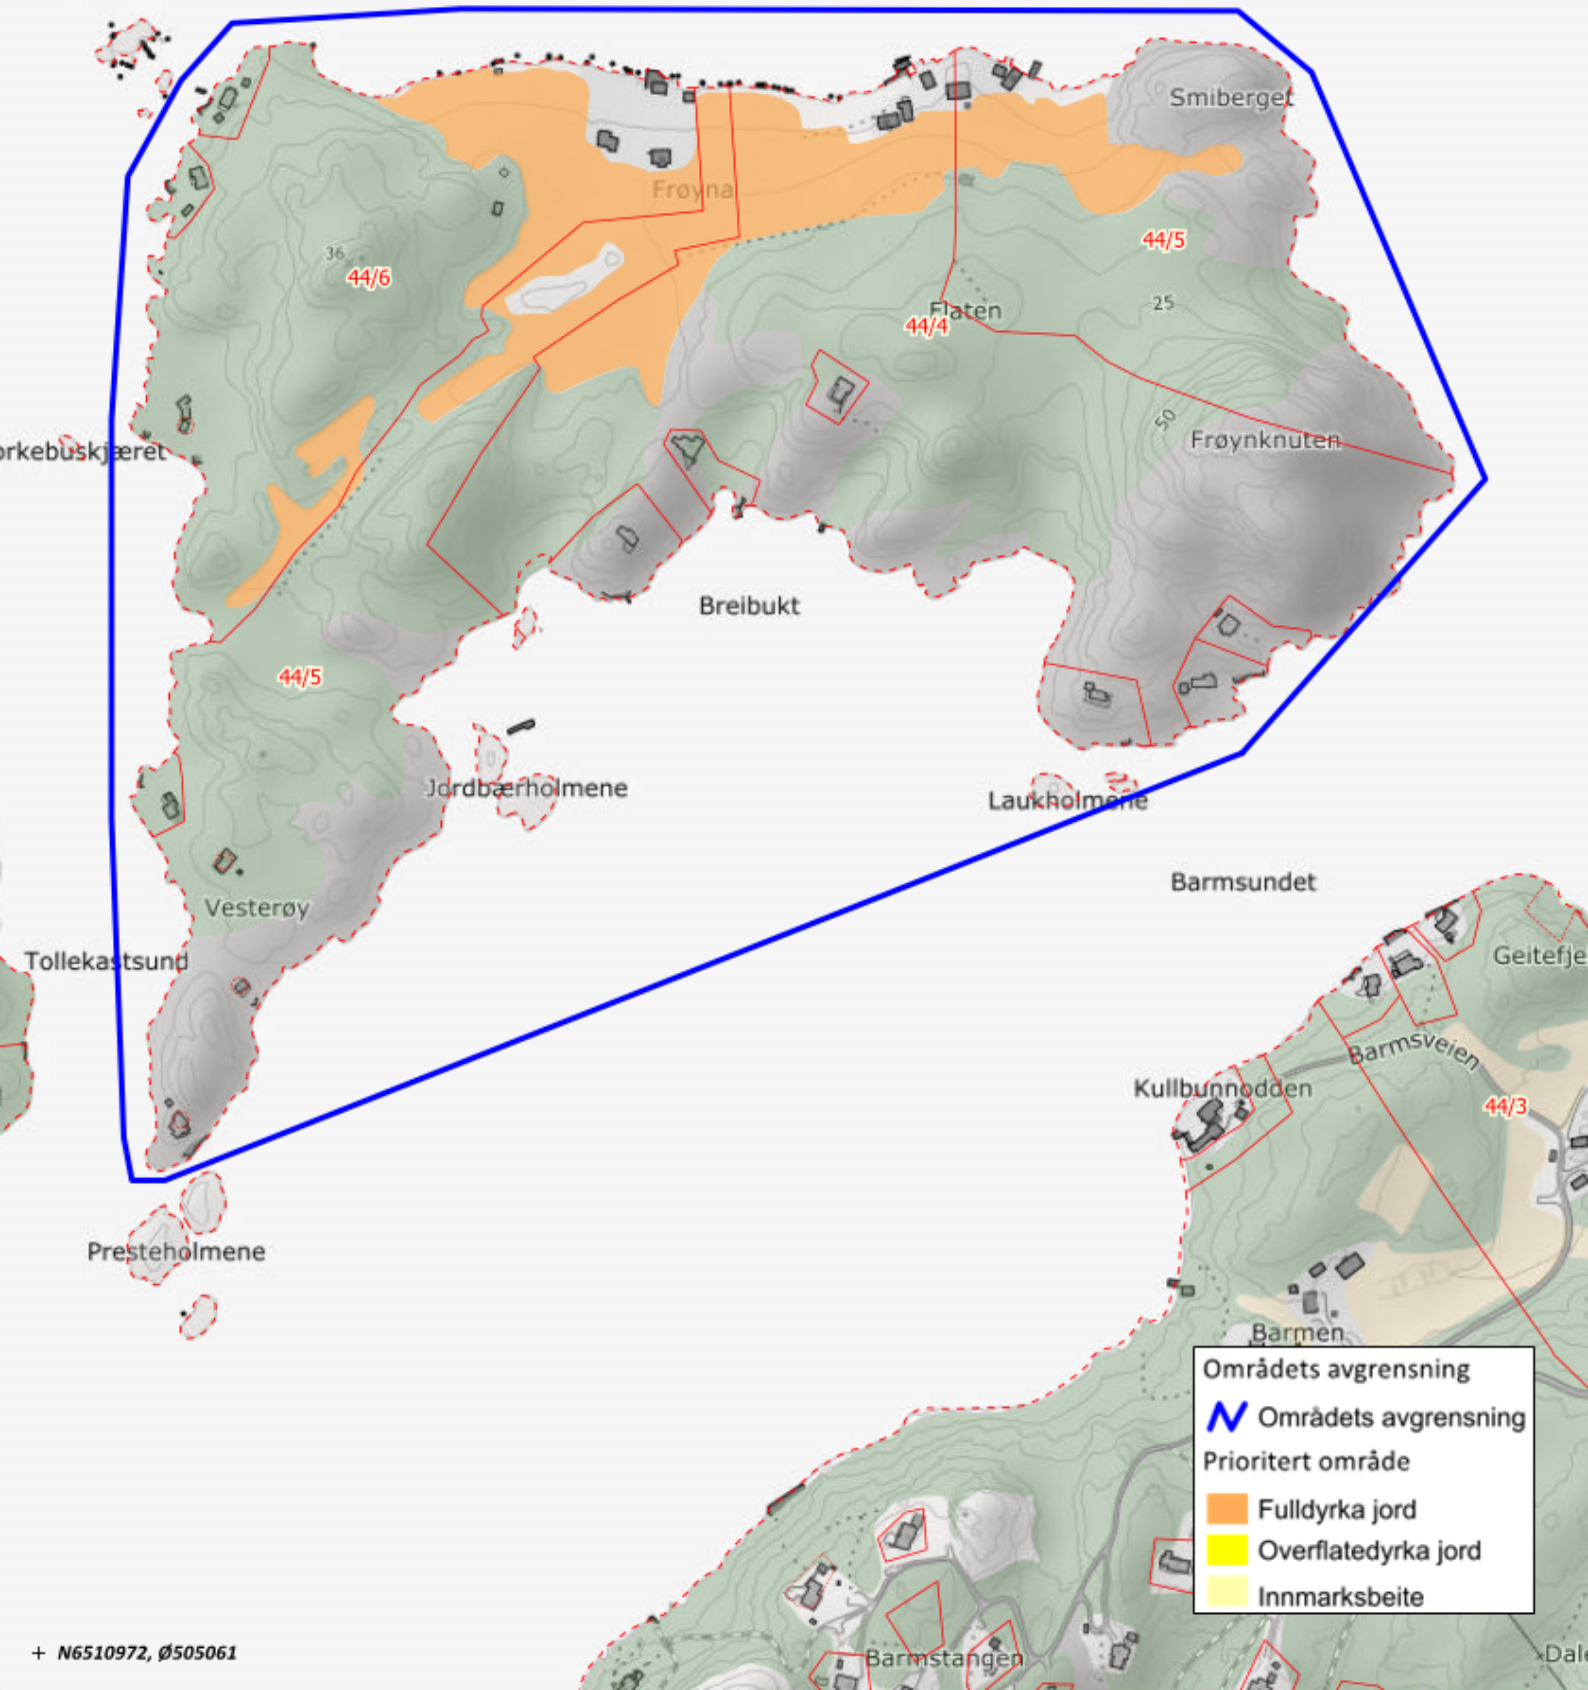 Smiberget
Frøyna
36
44/6
44/5
25
Flaten
44/4
50
Frøynknuten
orkebuskjæret
Breibukt
44/5
Jordbærholmene
Laukholmene
Barmsundet
Vesterøy
Tollekastsund
Geitefje
Barmsveien
Kullbunnodden
44/3
Presteholmene
Barmen
Områdets avgrensning
Områdets avgrensning
Prioritert område
Fulldyrka jord
Overflatedyrka jord
Innmarksbeite
+ N6510972, Ø505061
Barmstangen
Dale